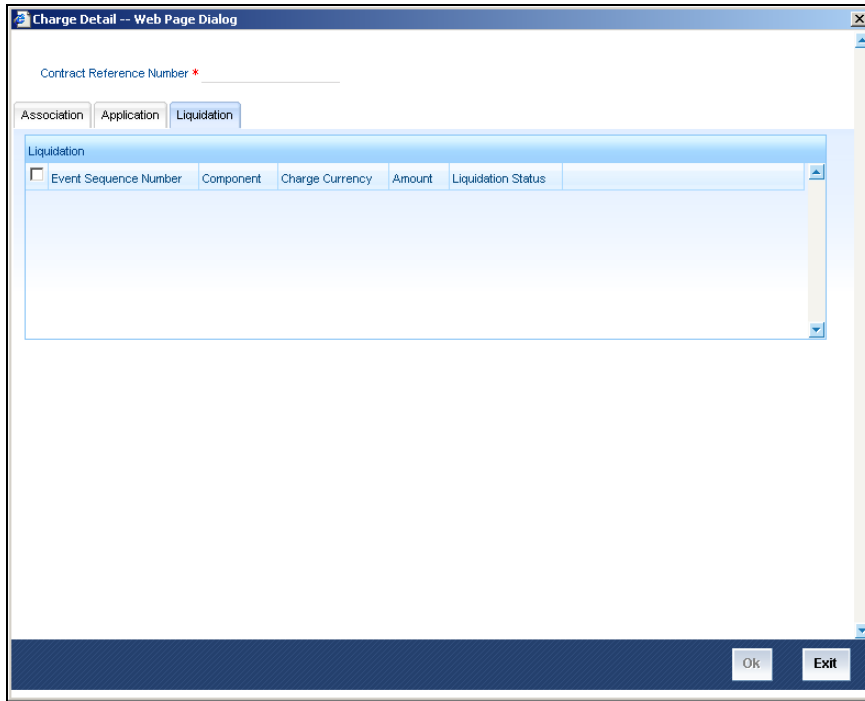 Charge Detail -- Web Page Dialog
Contract Reference Number *
Association Application Liquidation
Liquidation
Event Sequence Number Component Charge Currency Amount Liquidation Status
Ok Exit